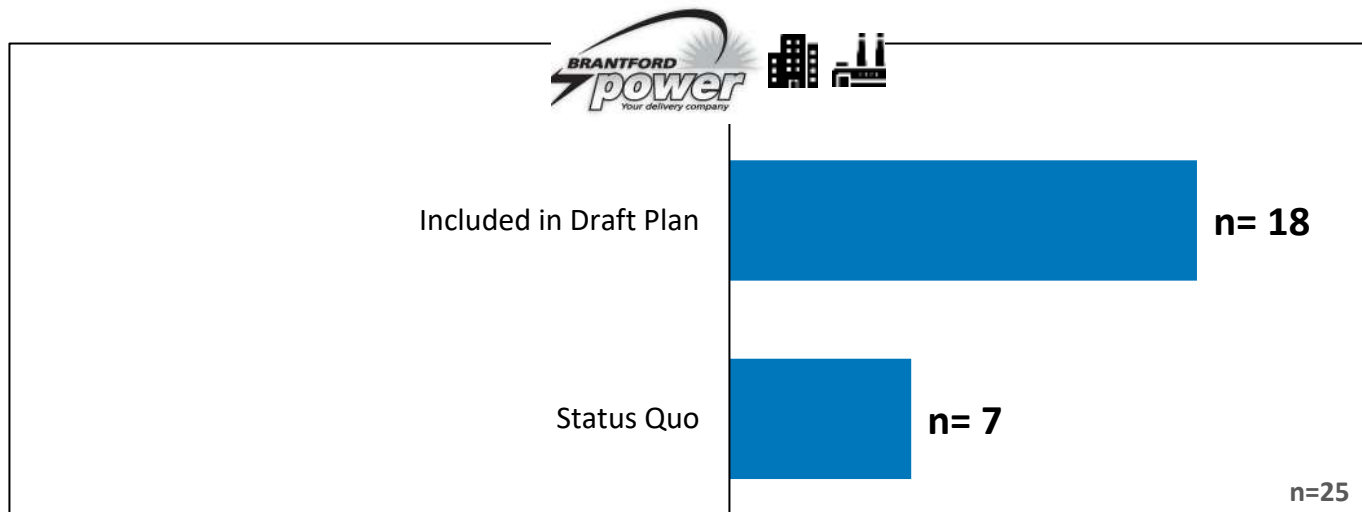 BRANTFORD
power
Your delivery company
Included in Draft Plan
n= 18
Status Quo
n= 7
n=25